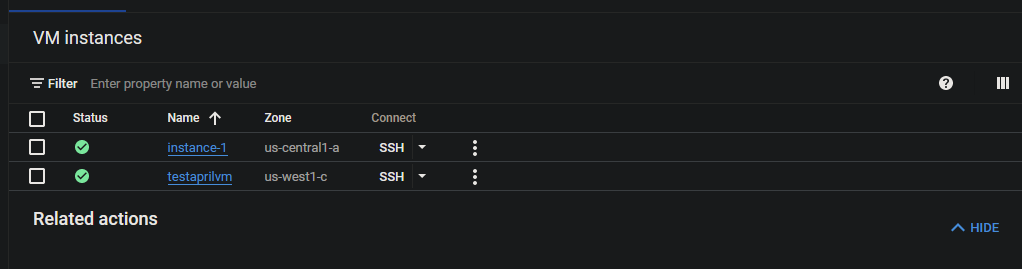 VM instances
Filter Enter property name or value
Status Name Zone Connect
instance-1 us-central1-a SSH
testaprilvm us-west1-c SSH
Related actions
HIDE